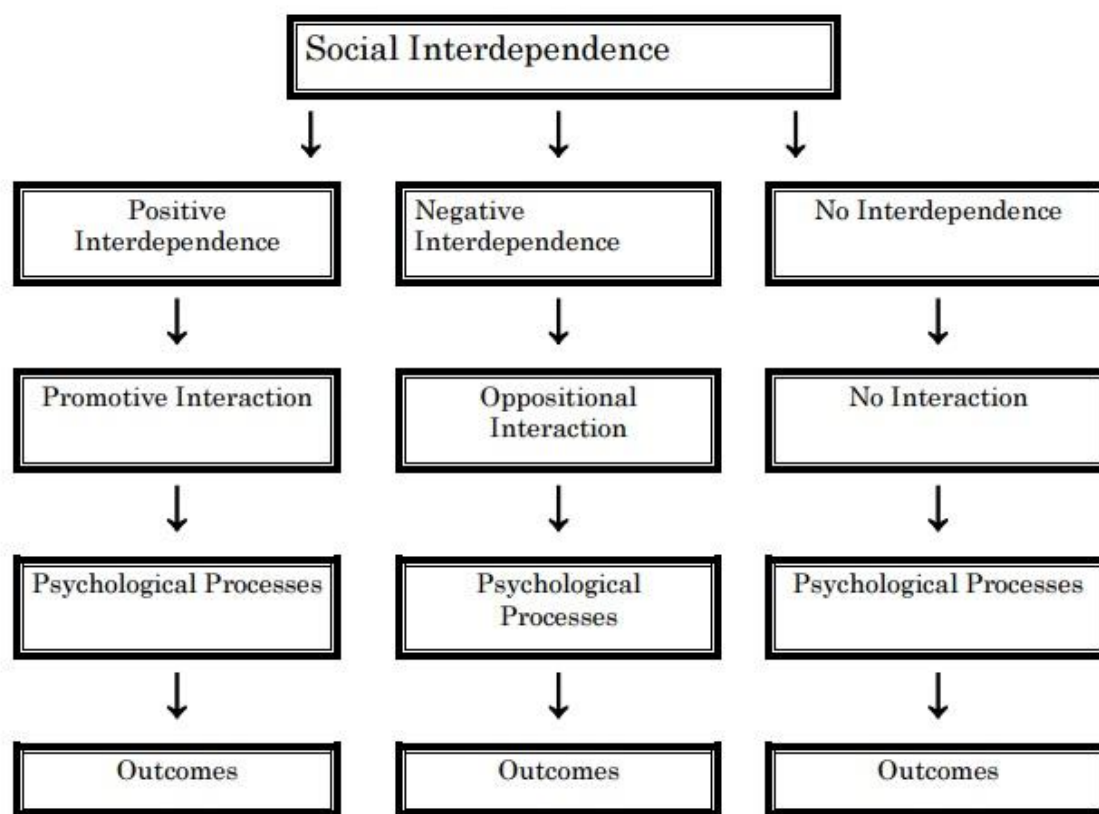 Social Interdependence
Positive
Interdependence
Negative
Interdependence
No Interdependence
Promotive Interaction
Oppositional
Interaction
No Interaction
Psychological Processes
Psychological
Processes
Psychological Processes
Outcomes
Outcomes
Outcomes